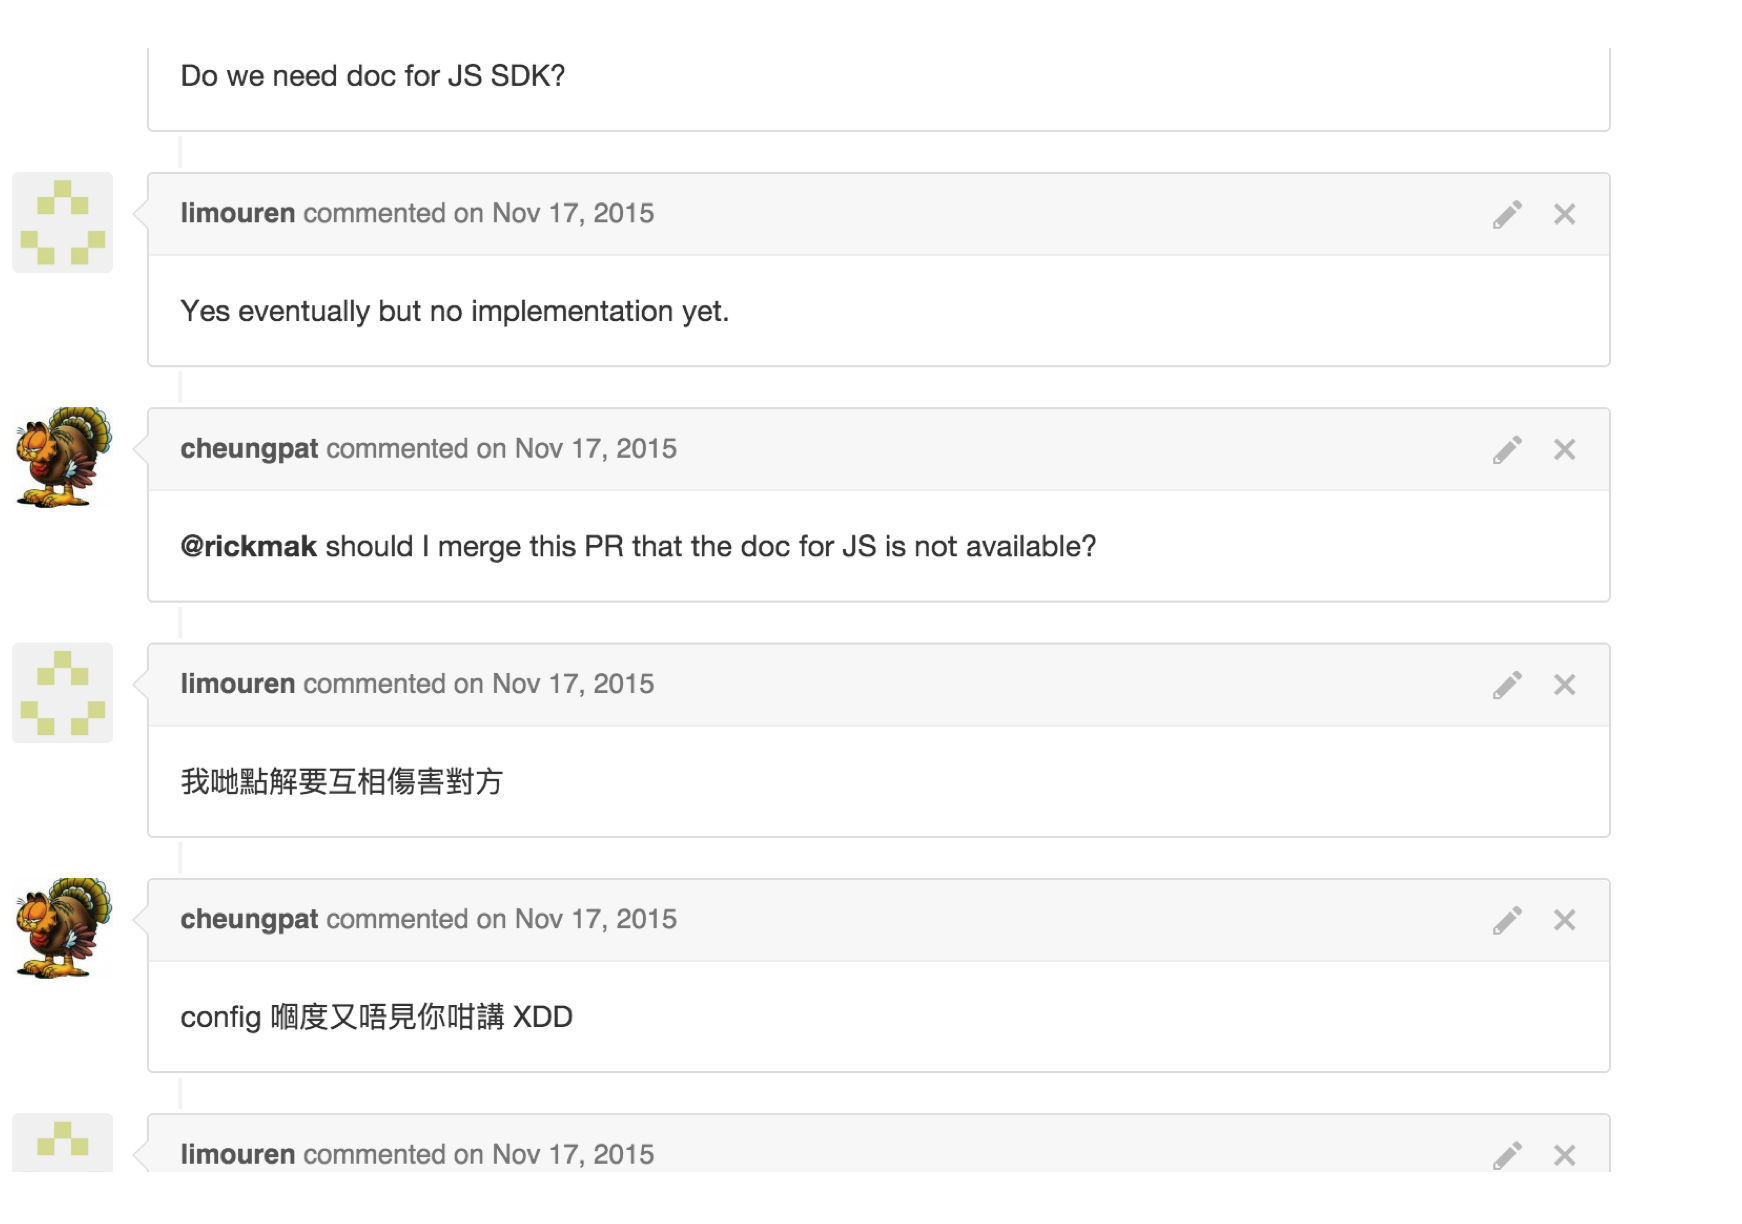 Do we need doc for JS SDK?
limouren commented on Nov 17, 2015
Yes eventually but no implementation yet.
cheungpat commented on Nov 17, 2015
@rickmak should I merge this PR that the doc for JS is not available?
limouren commented on Nov 17, 2015
我哋點解要互相傷害對方
cheungpat commented on Nov 17, 2015
config 嗰度又唔見你咁講 XDD
limouren commented on Nov 17, 2015